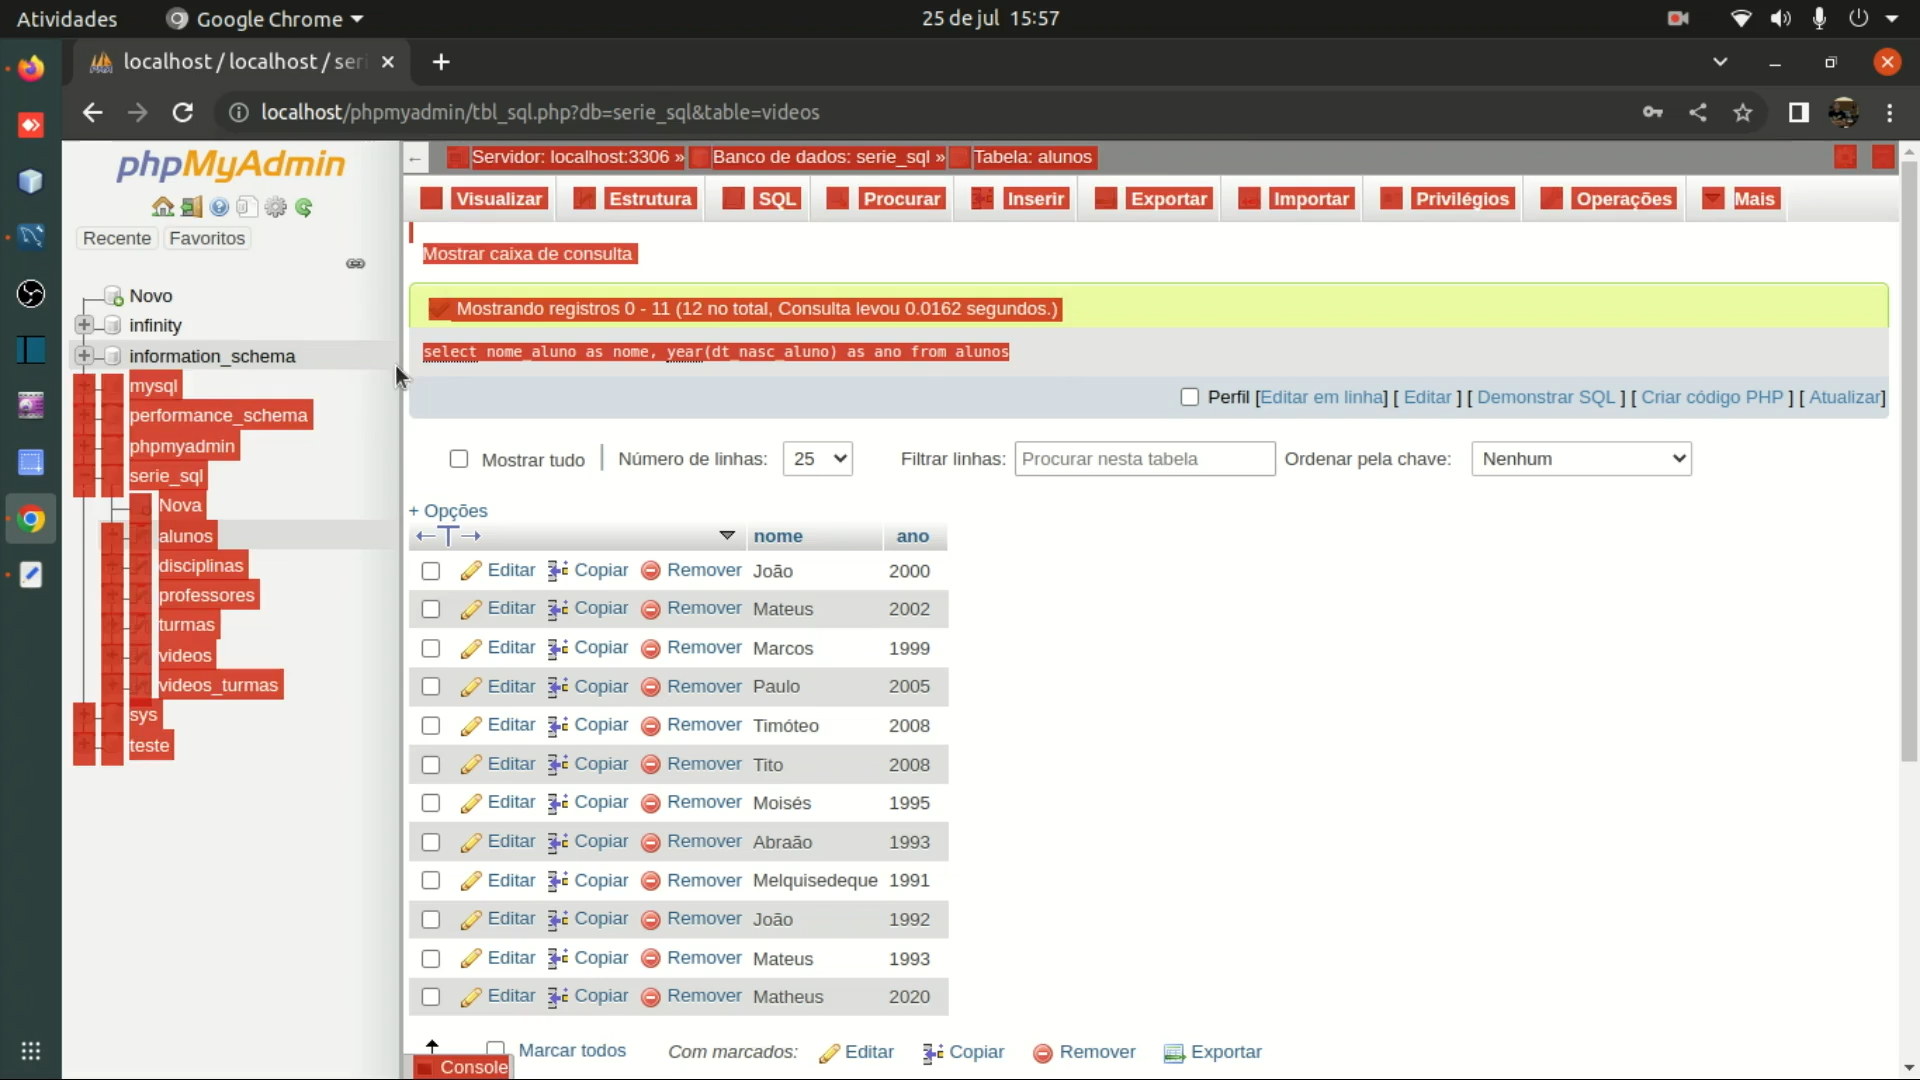 Atividades
Google Chrome
25 de jul 15:57
localhost / localhost / seri
localhost/phpmyadmin/tbl_sql.php?db=serie_sql&table=videos
phpMyAdmin
Recente
Favoritos
Novo
infinity
information_schema
mysql
performance_schema
phpmyadmin
serie_sql
Nova
alunos
disciplinas
professores
turmas
videos
videos_turmas
sys
teste
Servidor: localhost:3306 » Banco de dados: serie_sql » Tabela: alunos
Visualizar Estrutura SQL Procurar Inserir Exportar Importar Privilégios Operações Mais
Mostrar caixa de consulta
Mostrando registros 0 - 11 (12 no total, Consulta levou 0.0162 segundos.)
select nome_aluno as nome, year(dt_nasc_aluno) as ano from alunos
Perfil [Editar em linha] [ Editar ] [ Demonstrar SQL ] [ Criar código PHP ] [ Atualizar]
Mostrar tudo | Número de linhas: 25 Filtrar linhas: Procurar nesta tabela Ordenar pela chave: Nenhum
+ Opções
←T→ nome ano
Editar Copiar Remover João 2000
Editar Copiar Remover Mateus 2002
Editar Copiar Remover Marcos 1999
Editar Copiar Remover Paulo 2005
Editar Copiar Remover Timóteo 2008
Editar Copiar Remover Tito 2008
Editar Copiar Remover Moisés 1995
Editar Copiar Remover Abraão 1993
Editar Copiar Remover Melquisedeque 1991
Editar Copiar Remover João 1992
Editar Copiar Remover Mateus 1993
Editar Copiar Remover Matheus 2020
Marcar todos Com marcados: Editar Copiar Remover Exportar
Console